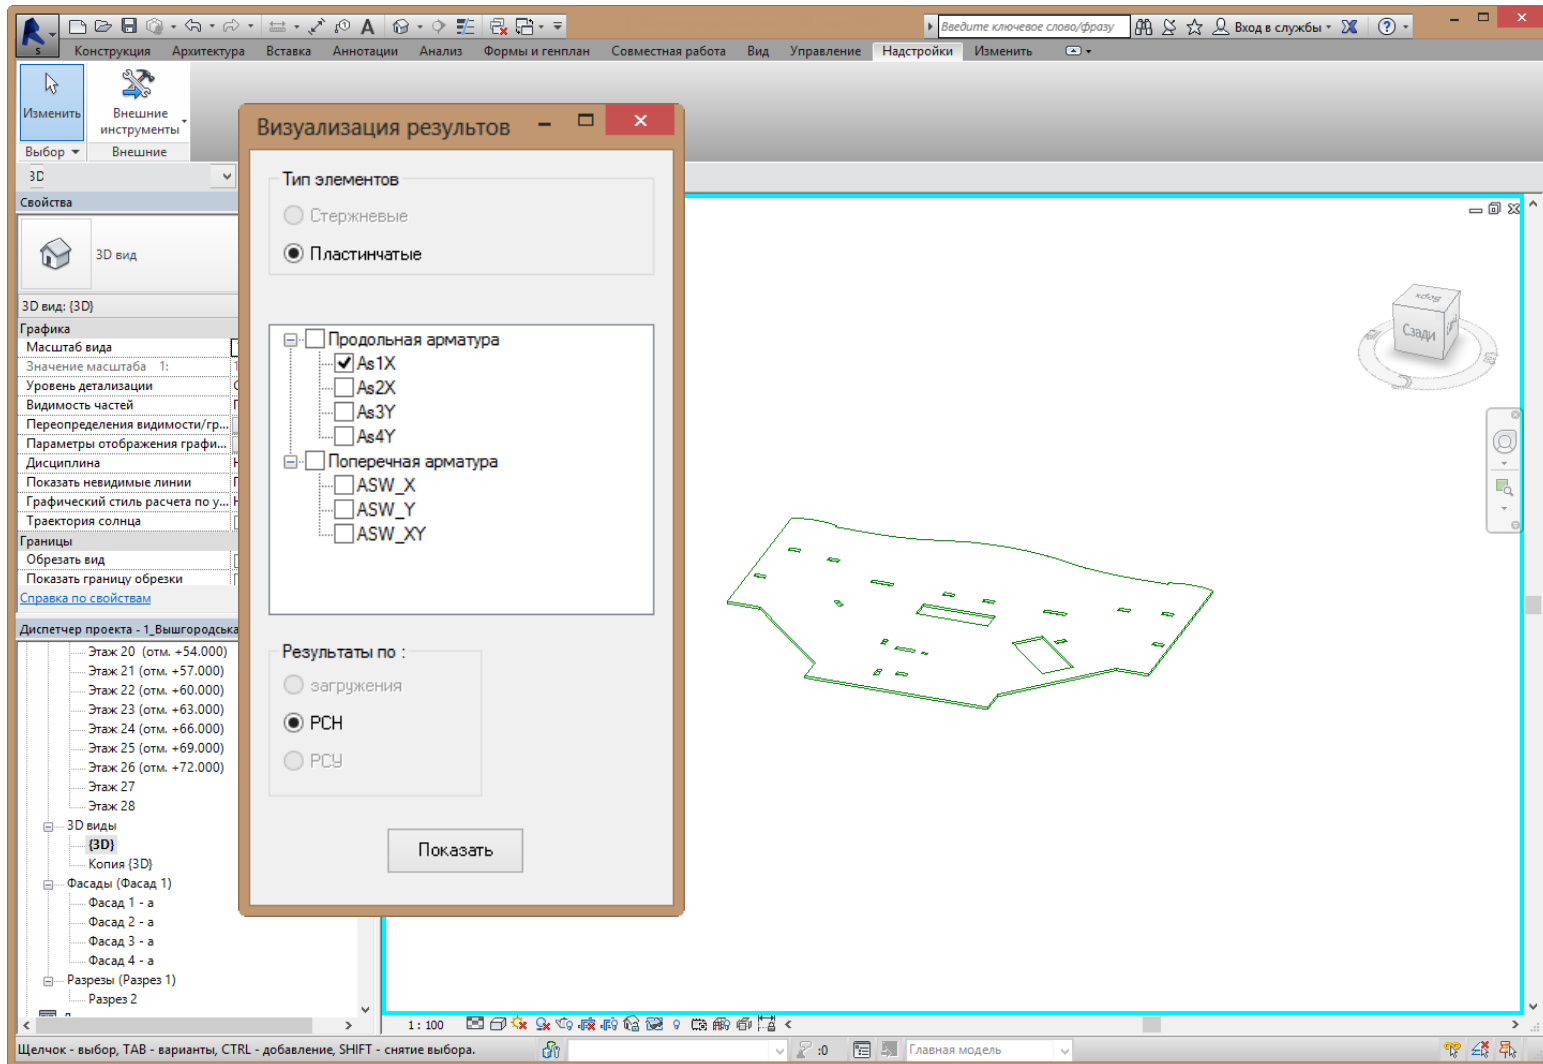 Введите ключевое слово/фразу
Вход в службы
S
Конструкция Архитектура Вставка Аннотации Анализ Формы и генплан Совместная работа Вид Управление Надстройки Изменить
Изменить
Внешние
инструменты
Выбор
Внешние
3D
Свойства
3D вид
3D вид: {3D}
Графика
Масштаб вида
Значение масштаба 1:
Уровень детализации
Видимость частей
Переопределения видимости/гр...
Параметры отображения графи...
Дисциплина
Показать невидимые линии
Графический стиль расчета по у...
Траектория солнца
Границы
Обрезать вид
Показать границу обрезки
Справка по свойствам
Диспетчер проекта - 1_Вышгородська
Этаж 20 (отм. +54.000)
Этаж 21 (отм. +57.000)
Этаж 22 (отм. +60.000)
Этаж 23 (отм. +63.000)
Этаж 24 (отм. +66.000)
Этаж 25 (отм. +69.000)
Этаж 26 (отм. +72.000)
Этаж 27
Этаж 28
3D виды
{3D}
Копия {3D}
Фасады (Фасад 1)
Фасад 1 - а
Фасад 2 - а
Фасад 3 - а
Фасад 4 - а
Разрезы (Разрез 1)
Разрез 2
Визуализация результов
Тип элементов
Стержневые
Пластинчатые
Продольная арматура
As1X
As2X
As3Y
As4Y
Поперечная арматура
ASW_X
ASW_Y
ASW_XY
Результаты по :
загружения
РСН
РСУ
Показать
Верх
Сзади
1 : 100
Щелчок - выбор, TAB - варианты, CTRL - добавление, SHIFT - снятие выбора.
:0
Главная модель